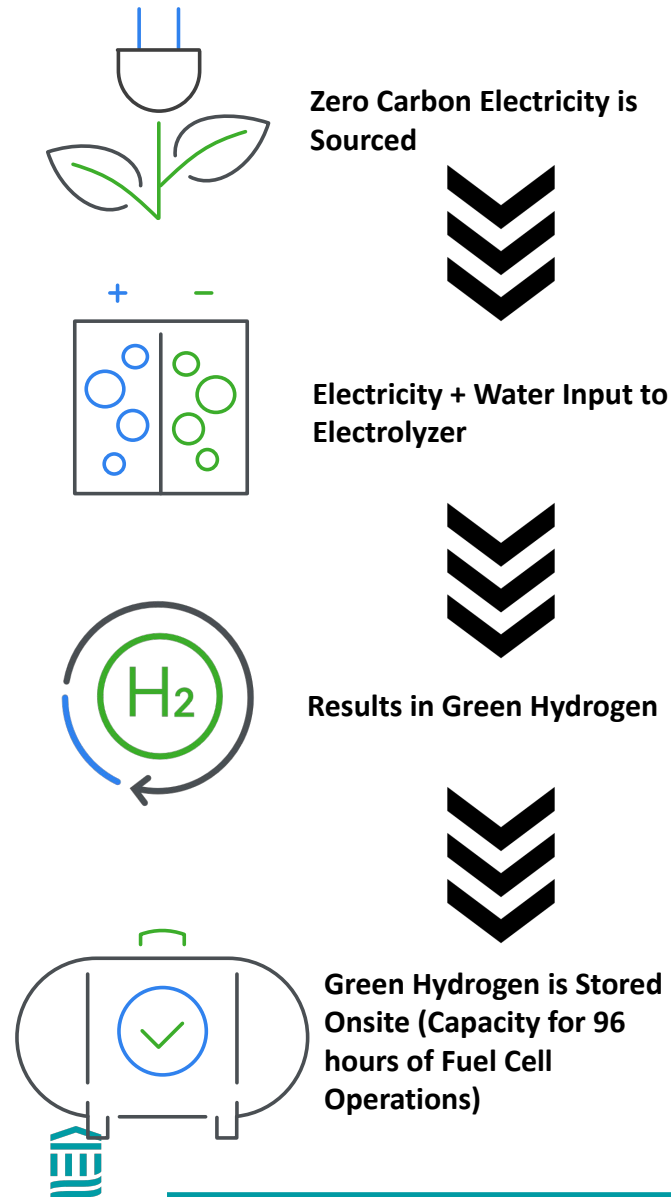 Zero Carbon Electricity is
Sourced
+ −
Electricity + Water Input to
Electrolyzer
H2
Results in Green Hydrogen
Green Hydrogen is Stored
Onsite (Capacity for 96
hours of Fuel Cell
Operations)